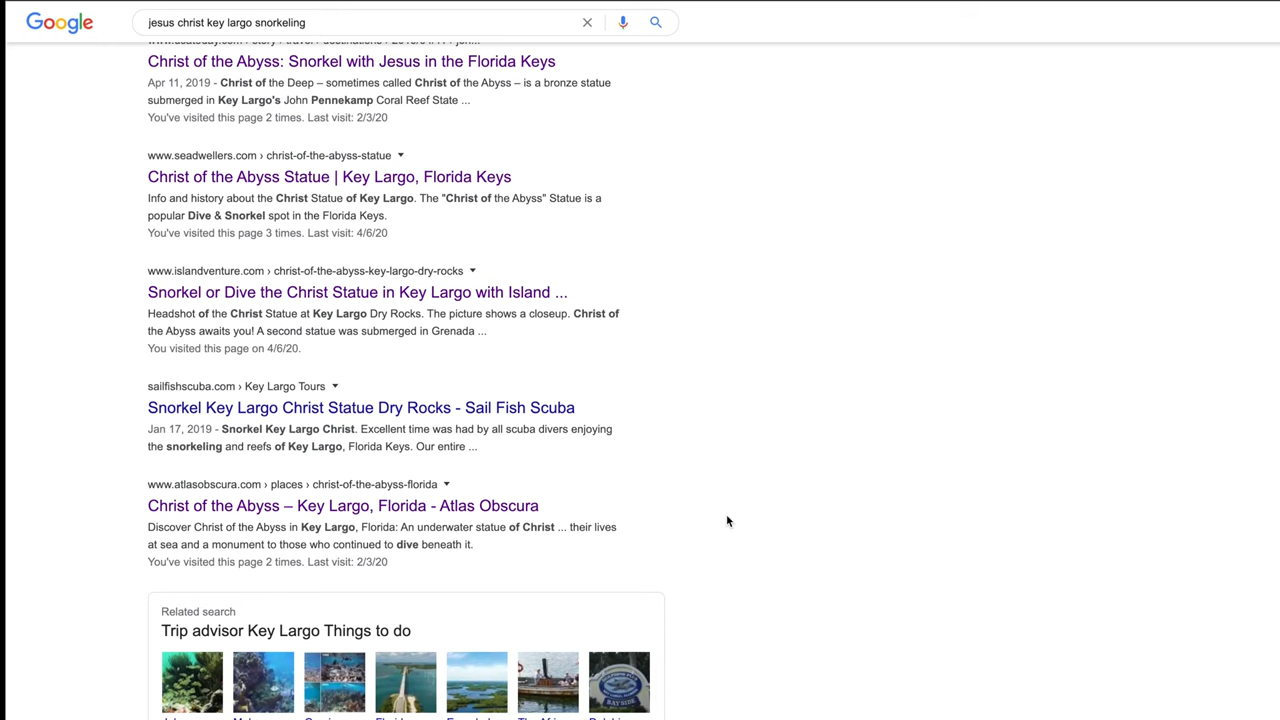 Google
jesus christ key largo snorkeling
Christ of the Abyss: Snorkel with Jesus in the Florida Keys
Apr 11, 2019 - Christ of the Deep – sometimes called Christ of the Abyss – is a bronze statue
submerged in Key Largo's John Pennekamp Coral Reef State ...
You've visited this page 2 times. Last visit: 2/3/20
www.seadwellers.com › christ-of-the-abyss-statue
Christ of the Abyss Statue | Key Largo, Florida Keys
Info and history about the Christ Statue of Key Largo. The "Christ of the Abyss" Statue is a
popular Dive & Snorkel spot in the Florida Keys.
You've visited this page 3 times. Last visit: 4/6/20
www.islandventure.com › christ-of-the-abyss-key-largo-dry-rocks
Snorkel or Dive the Christ Statue in Key Largo with Island ...
Headshot of the Christ Statue at Key Largo Dry Rocks. The picture shows a closeup. Christ of
the Abyss awaits you! A second statue was submerged in Grenada ...
You visited this page on 4/6/20.
sailfishscuba.com › Key Largo Tours
Snorkel Key Largo Christ Statue Dry Rocks - Sail Fish Scuba
Jan 17, 2019 - Snorkel Key Largo Christ. Excellent time was had by all scuba divers enjoying
the snorkeling and reefs of Key Largo, Florida Keys. Our entire ...
www.atlasobscura.com › places › christ-of-the-abyss-florida
Christ of the Abyss – Key Largo, Florida - Atlas Obscura
Discover Christ of the Abyss in Key Largo, Florida: An underwater statue of Christ ... their lives
at sea and a monument to those who continued to dive beneath it.
You've visited this page 2 times. Last visit: 2/3/20
Related search
Trip advisor Key Largo Things to do
BAYSIDE